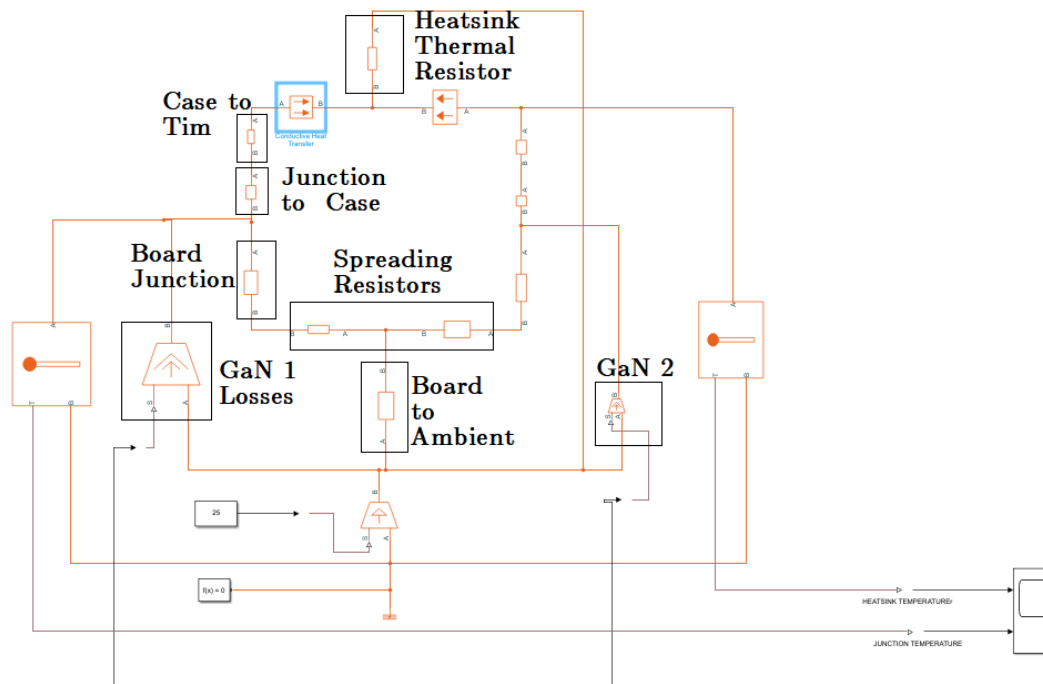 Heatsink
Thermal
Resistor
Case to
Tim
Conductive Heat
Transfer
Junction
to Case
Board
Junction
Spreading
Resistors
GaN 1
Losses
Board
to
Ambient
GaN 2
25
f(x) = 0
HEATSINK TEMPERATUREr
JUNCTION TEMPERATURE
A
B
A
B
B
A
A
B
A
B
A
B
A
B
A
B
A
B
B
A
B
A
A
B
T
B
B
S
A
B
A
B
S
A
A
T
B
B
S
A